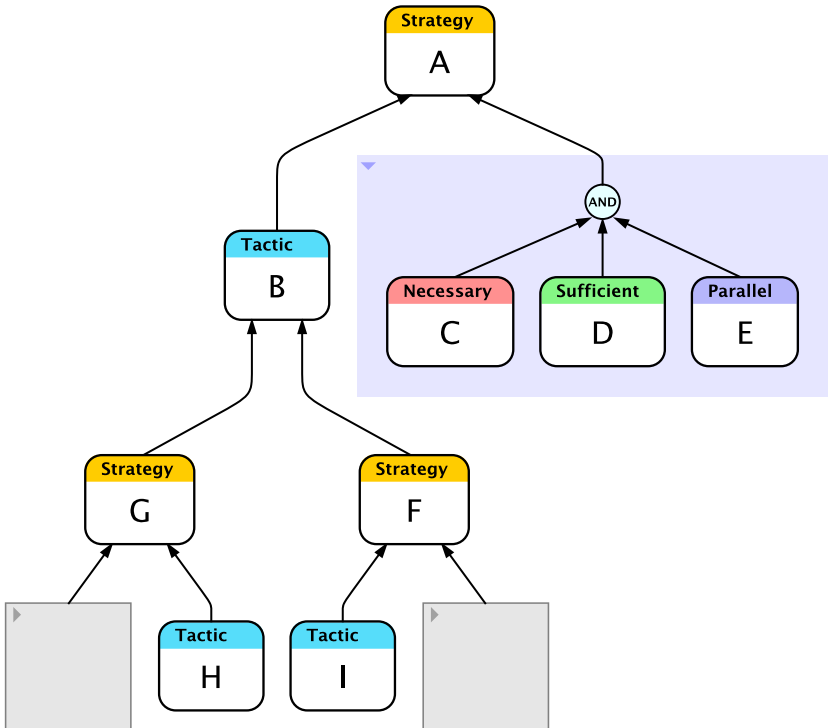 Strategy
A
AND
Tactic
B
Necessary
C
Sufficient
D
Parallel
E
Strategy
G
Strategy
F
Tactic
H
Tactic
I